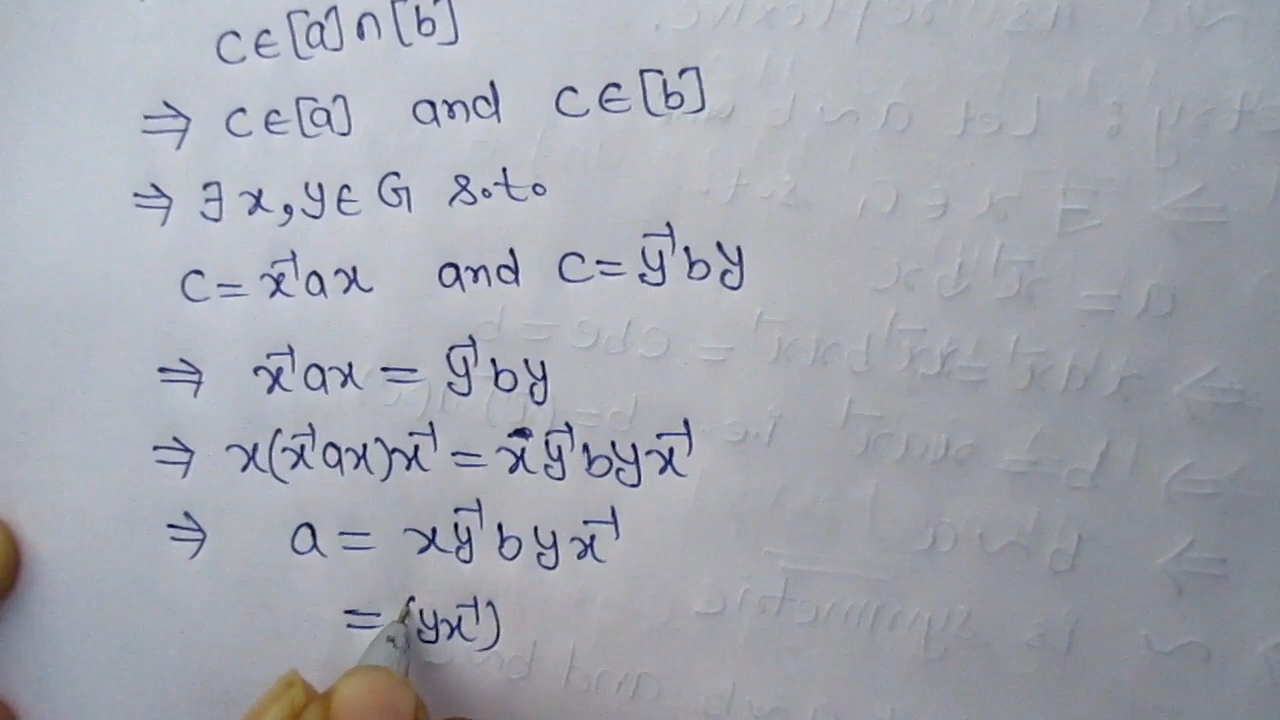 C∈[a]∩[b]
⇒ C∈[a] and C∈[b]
⇒ ∃ x,y∈G s.t.
C = x⁻¹ax and C = y⁻¹by
⇒ x⁻¹ax = y⁻¹by
⇒ x(x⁻¹ax)x⁻¹ = xy⁻¹byx⁻¹
⇒ a = xy⁻¹byx⁻¹
= (yx⁻¹)